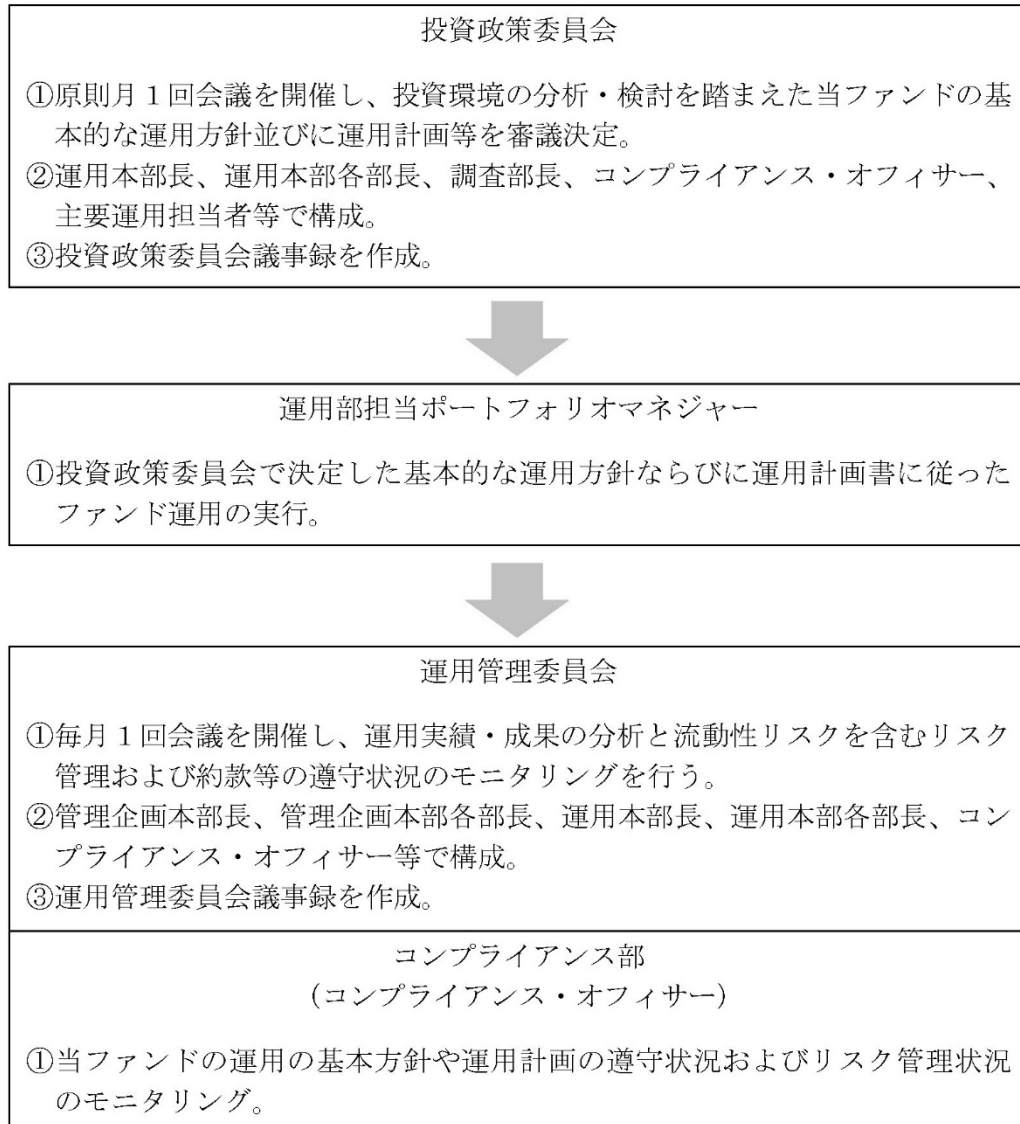 投資政策委員会
①原則月１回会議を開催し、投資環境の分析・検討を踏まえた当ファンドの基
本的な運用方針並びに運用計画等を審議決定。
②運用本部長、運用本部各部長、調査部長、コンプライアンス・オフィサー、
主要運用担当者等で構成。
③投資政策委員会議事録を作成。
運用部担当ポートフォリオマネジャー
①投資政策委員会で決定した基本的な運用方針ならびに運用計画書に従った
ファンド運用の実行。
運用管理委員会
①毎月１回会議を開催し、運用実績・成果の分析と流動性リスクを含むリスク
管理および約款等の遵守状況のモニタリングを行う。
②管理企画本部長、管理企画本部各部長、運用本部長、運用本部各部長、コン
プライアンス・オフィサー等で構成。
③運用管理委員会議事録を作成。
コンプライアンス部
（コンプライアンス・オフィサー）
①当ファンドの運用の基本方針や運用計画の遵守状況およびリスク管理状況
のモニタリング。